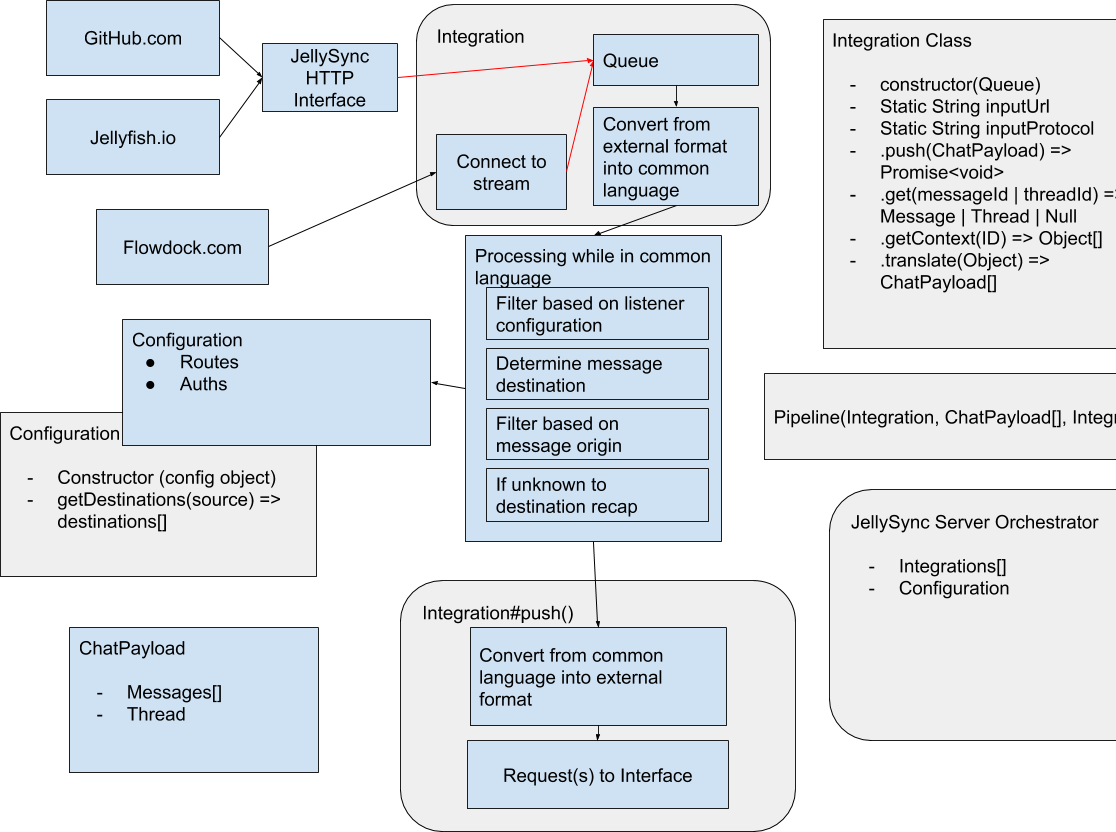 GitHub.com
Jellyfish.io
Flowdock.com
JellySync
HTTP
Interface
Integration
Queue
Convert from
external format
into common
language
Connect to
stream
Processing while in common
language
Filter based on listener
configuration
Determine message
destination
Filter based on
message origin
If unknown to
destination recap
Configuration
● Routes
● Auths
Configuration
- Constructor (config object)
- getDestinations(source) =>
destinations[]
ChatPayload
- Messages[]
- Thread
Integration#push()
Convert from common
language into external
format
Request(s) to Interface
Integration Class
- constructor(Queue)
- Static String inputUrl
- Static String inputProtocol
- .push(ChatPayload) =>
Promise<void>
- .get(messageId | threadId) =>
Message | Thread | Null
- .getContext(ID) => Object[]
- .translate(Object) =>
ChatPayload[]
Pipeline(Integration, ChatPayload[],
JellySync Server Orchestrator
- Integrations[]
- Configuration